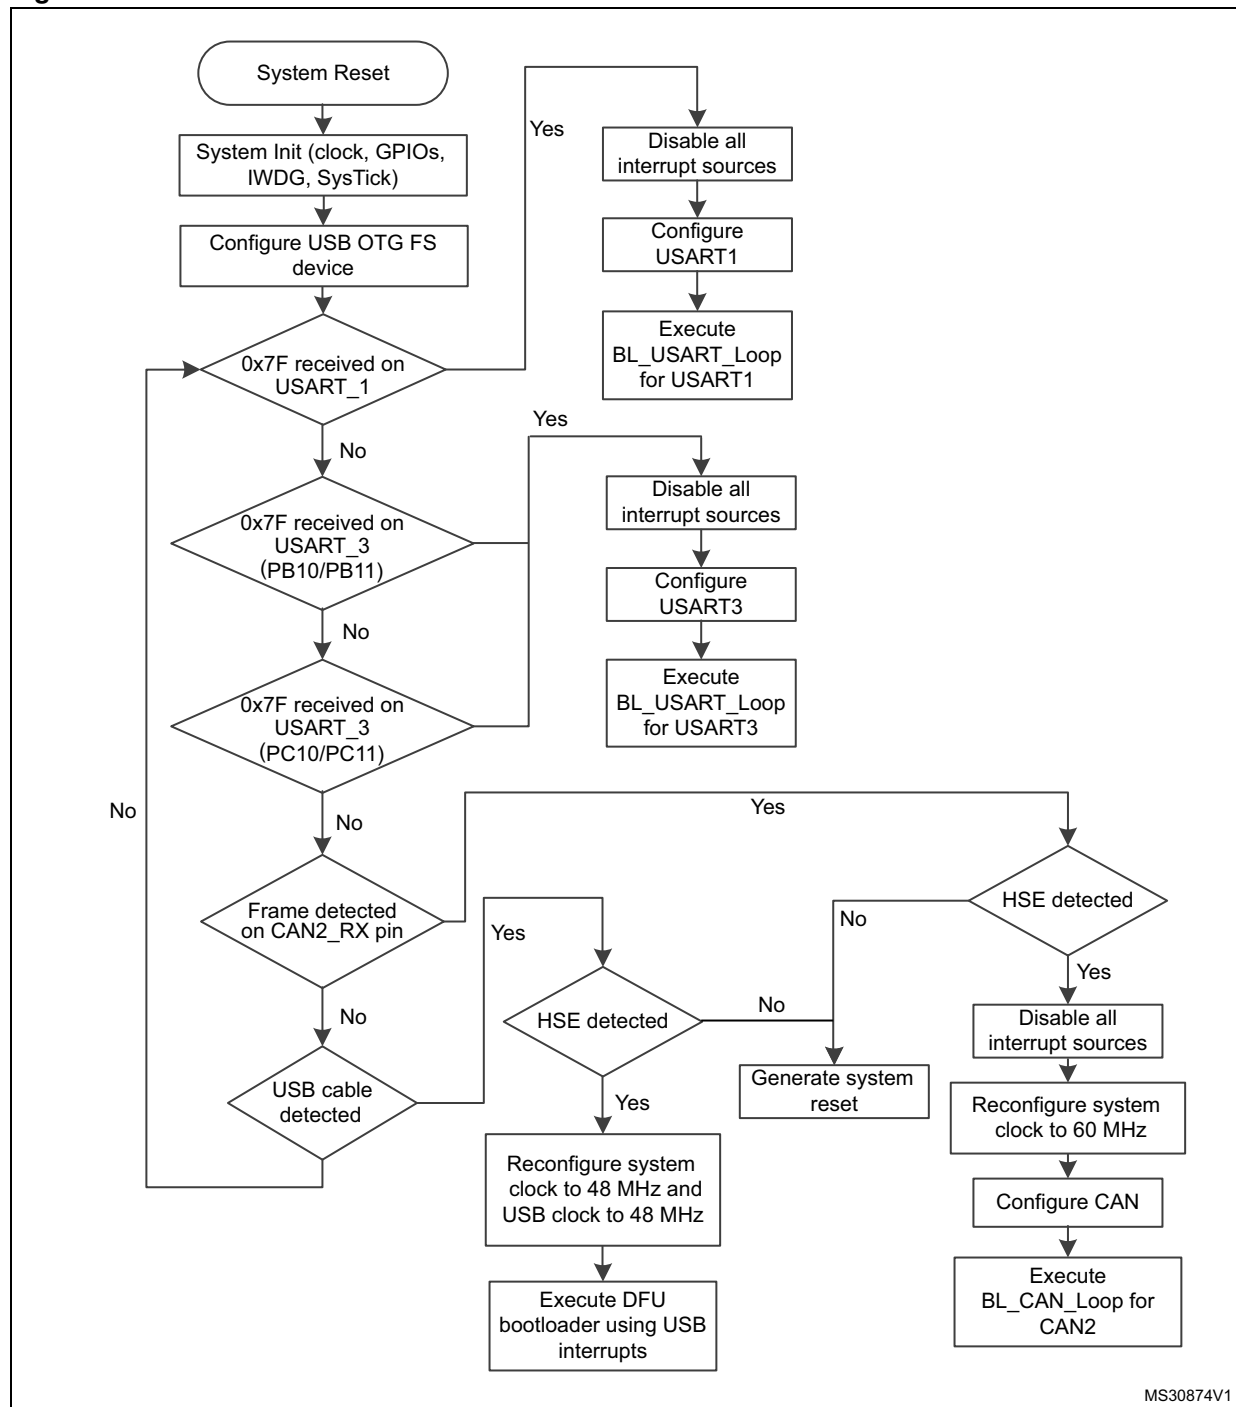 System Reset
System Init (clock, GPIOs,
IWDG, SysTick)
Configure USB OTG FS
device
0x7F received on
USART_1
Yes
Disable all
interrupt sources
Configure
USART1
Execute
BL_USART_Loop
for USART1
No
0x7F received on
USART_3
(PB10/PB11)
Yes
Disable all
interrupt sources
Configure
USART3
Execute
BL_USART_Loop
for USART3
No
0x7F received on
USART_3
(PC10/PC11)
No
No
Frame detected
on CAN2_RX pin
Yes
HSE detected
No
Yes
Disable all
interrupt sources
Reconfigure system
clock to 60 MHz
Configure CAN
Execute
BL_CAN_Loop for
CAN2
No
USB cable
detected
Yes
HSE detected
No
Generate system
reset
Yes
Reconfigure system
clock to 48 MHz and
USB clock to 48 MHz
Execute DFU
bootloader using USB
interrupts
MS30874V1